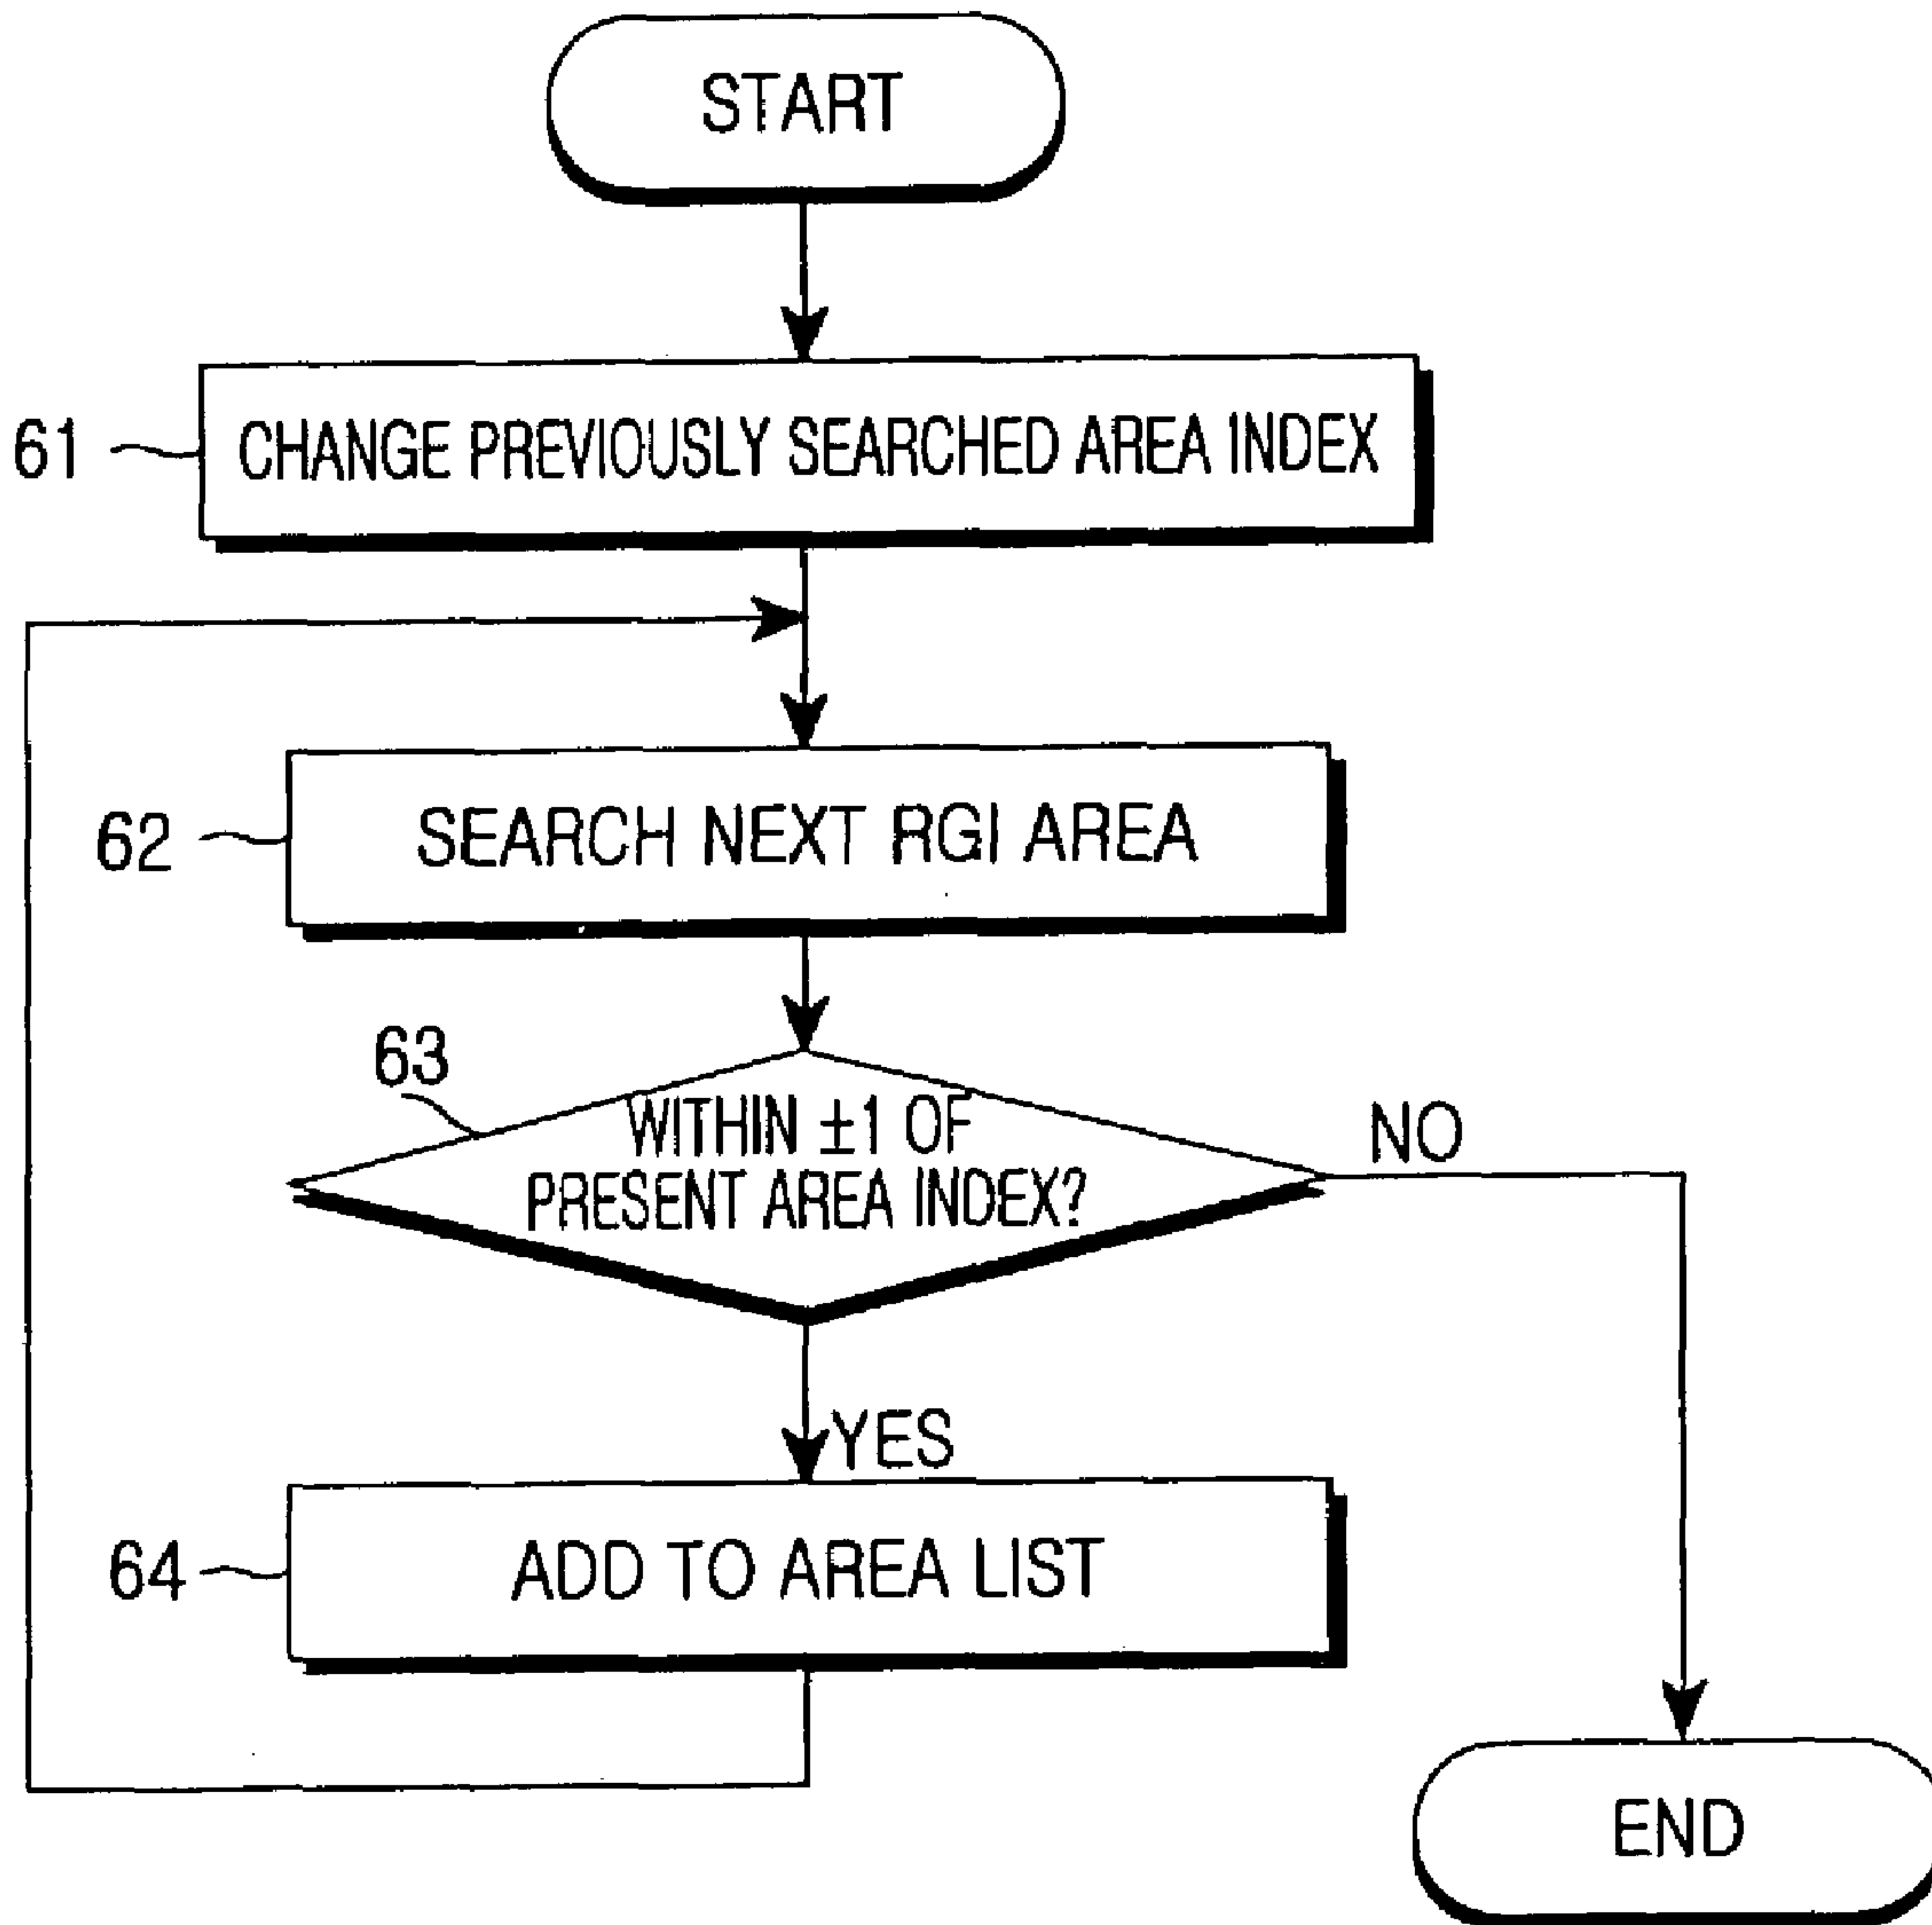 START
61
CHANGE PREVIOUSLY SEARCHED AREA INDEX
62
SEARCH NEXT RGI AREA
63
WITHIN ±1 OF
PRESENT AREA INDEX?
NO
YES
64
ADD TO AREA LIST
END